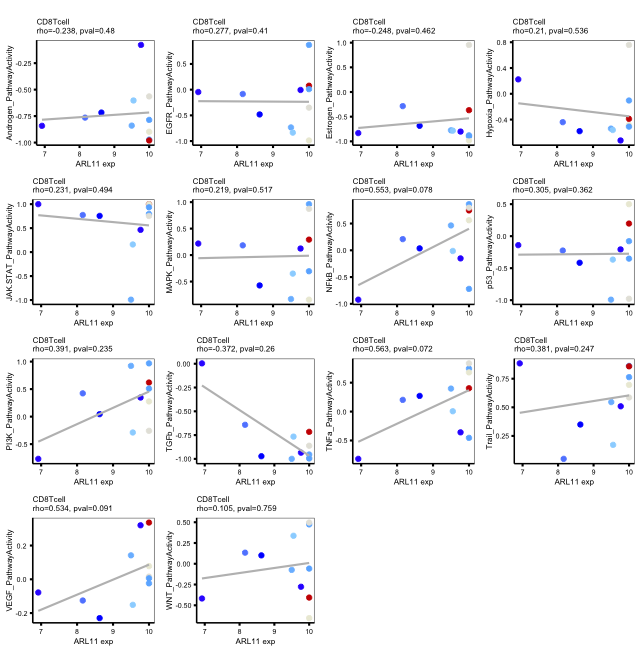 CD8Tcell
rho=-0.238, pval=0.48
Androgen_PathwayActivity
0.00
-0.25
-0.50
-0.75
-1.00
7 8 9 10
ARL11 exp
CD8Tcell
rho=0.277, pval=0.41
EGFR_PathwayActivity
1.0
0.5
0.0
-0.5
-1.0
7 8 9 10
ARL11 exp
CD8Tcell
rho=-0.248, pval=0.462
Estrogen_PathwayActivity
1.0
0.5
0.0
-0.5
-1.0
7 8 9 10
ARL11 exp
CD8Tcell
rho=0.21, pval=0.536
Hypoxia_PathwayActivity
0.8
0.4
0.0
-0.4
7 8 9 10
ARL11 exp
CD8Tcell
rho=0.231, pval=0.494
JAK-STAT_PathwayActivity
1.0
0.5
0.0
-0.5
-1.0
7 8 9 10
ARL11 exp
CD8Tcell
rho=0.219, pval=0.517
MAPK_PathwayActivity
1.0
0.5
0.0
-0.5
7 8 9 10
ARL11 exp
CD8Tcell
rho=0.553, pval=0.078
NFkB_PathwayActivity
1.0
0.5
0.0
-0.5
-1.0
7 8 9 10
ARL11 exp
CD8Tcell
rho=0.305, pval=0.362
p53_PathwayActivity
0.5
0.0
-0.5
-1.0
7 8 9 10
ARL11 exp
CD8Tcell
rho=0.391, pval=0.235
PI3K_PathwayActivity
1.0
0.5
0.0
-0.5
7 8 9 10
ARL11 exp
CD8Tcell
rho=-0.372, pval=0.26
TGFb_PathwayActivity
0.00
-0.25
-0.50
-0.75
-1.00
7 8 9 10
ARL11 exp
CD8Tcell
rho=0.563, pval=0.072
TNFa_PathwayActivity
0.5
0.0
-0.5
7 8 9 10
ARL11 exp
CD8Tcell
rho=0.381, pval=0.247
Trail_PathwayActivity
0.75
0.50
0.25
7 8 9 10
ARL11 exp
CD8Tcell
rho=0.534, pval=0.091
VEGF_PathwayActivity
0.2
0.0
-0.2
7 8 9 10
ARL11 exp
CD8Tcell
rho=0.105, pval=0.759
WNT_PathwayActivity
0.50
0.25
0.00
-0.25
-0.50
7 8 9 10
ARL11 exp